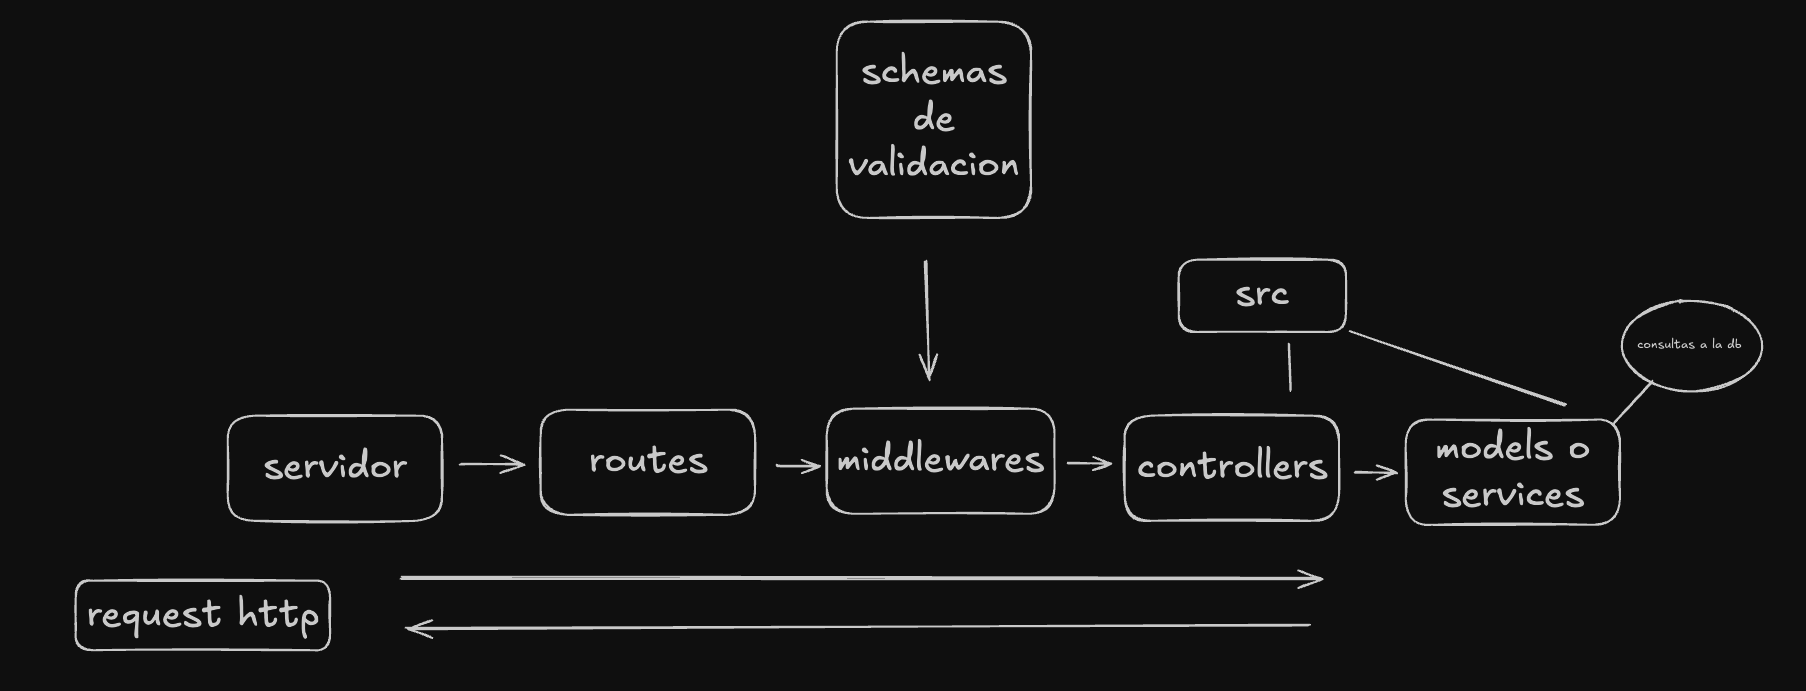 schemas
de
validacion
src
consultas a la db
servidor
routes
middlewares
controllers
models o
services
request http